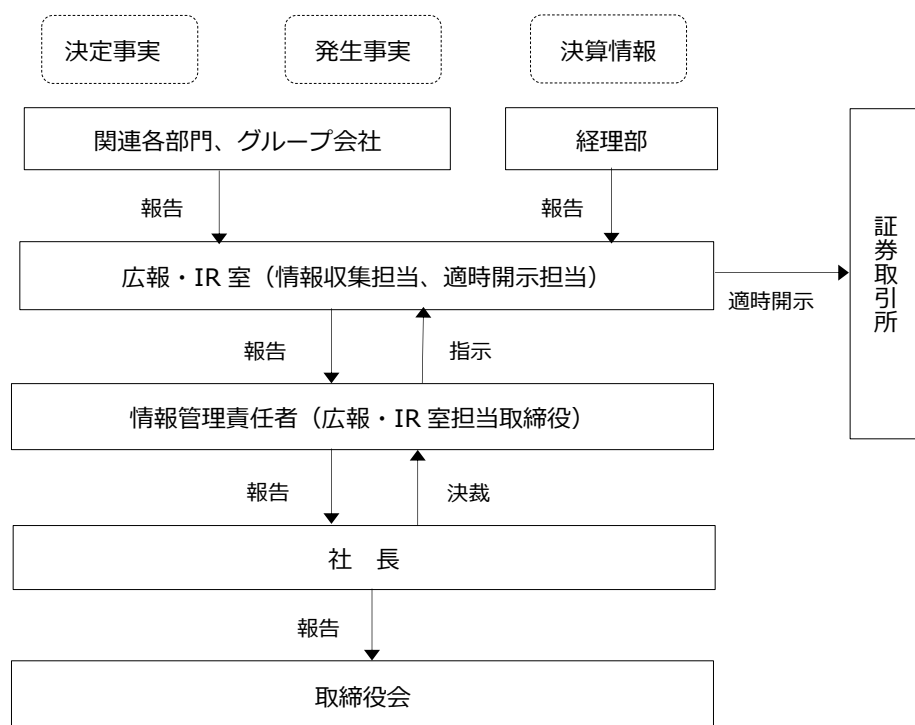 決定事実
発生事実
決算情報
関連各部門、グループ会社
経理部
報告
報告
広報・IR 室（情報収集担当、適時開示担当）
適時開示
証券取引所
報告
指示
情報管理責任者（広報・IR 室担当取締役）
報告
決裁
社　長
報告
取締役会